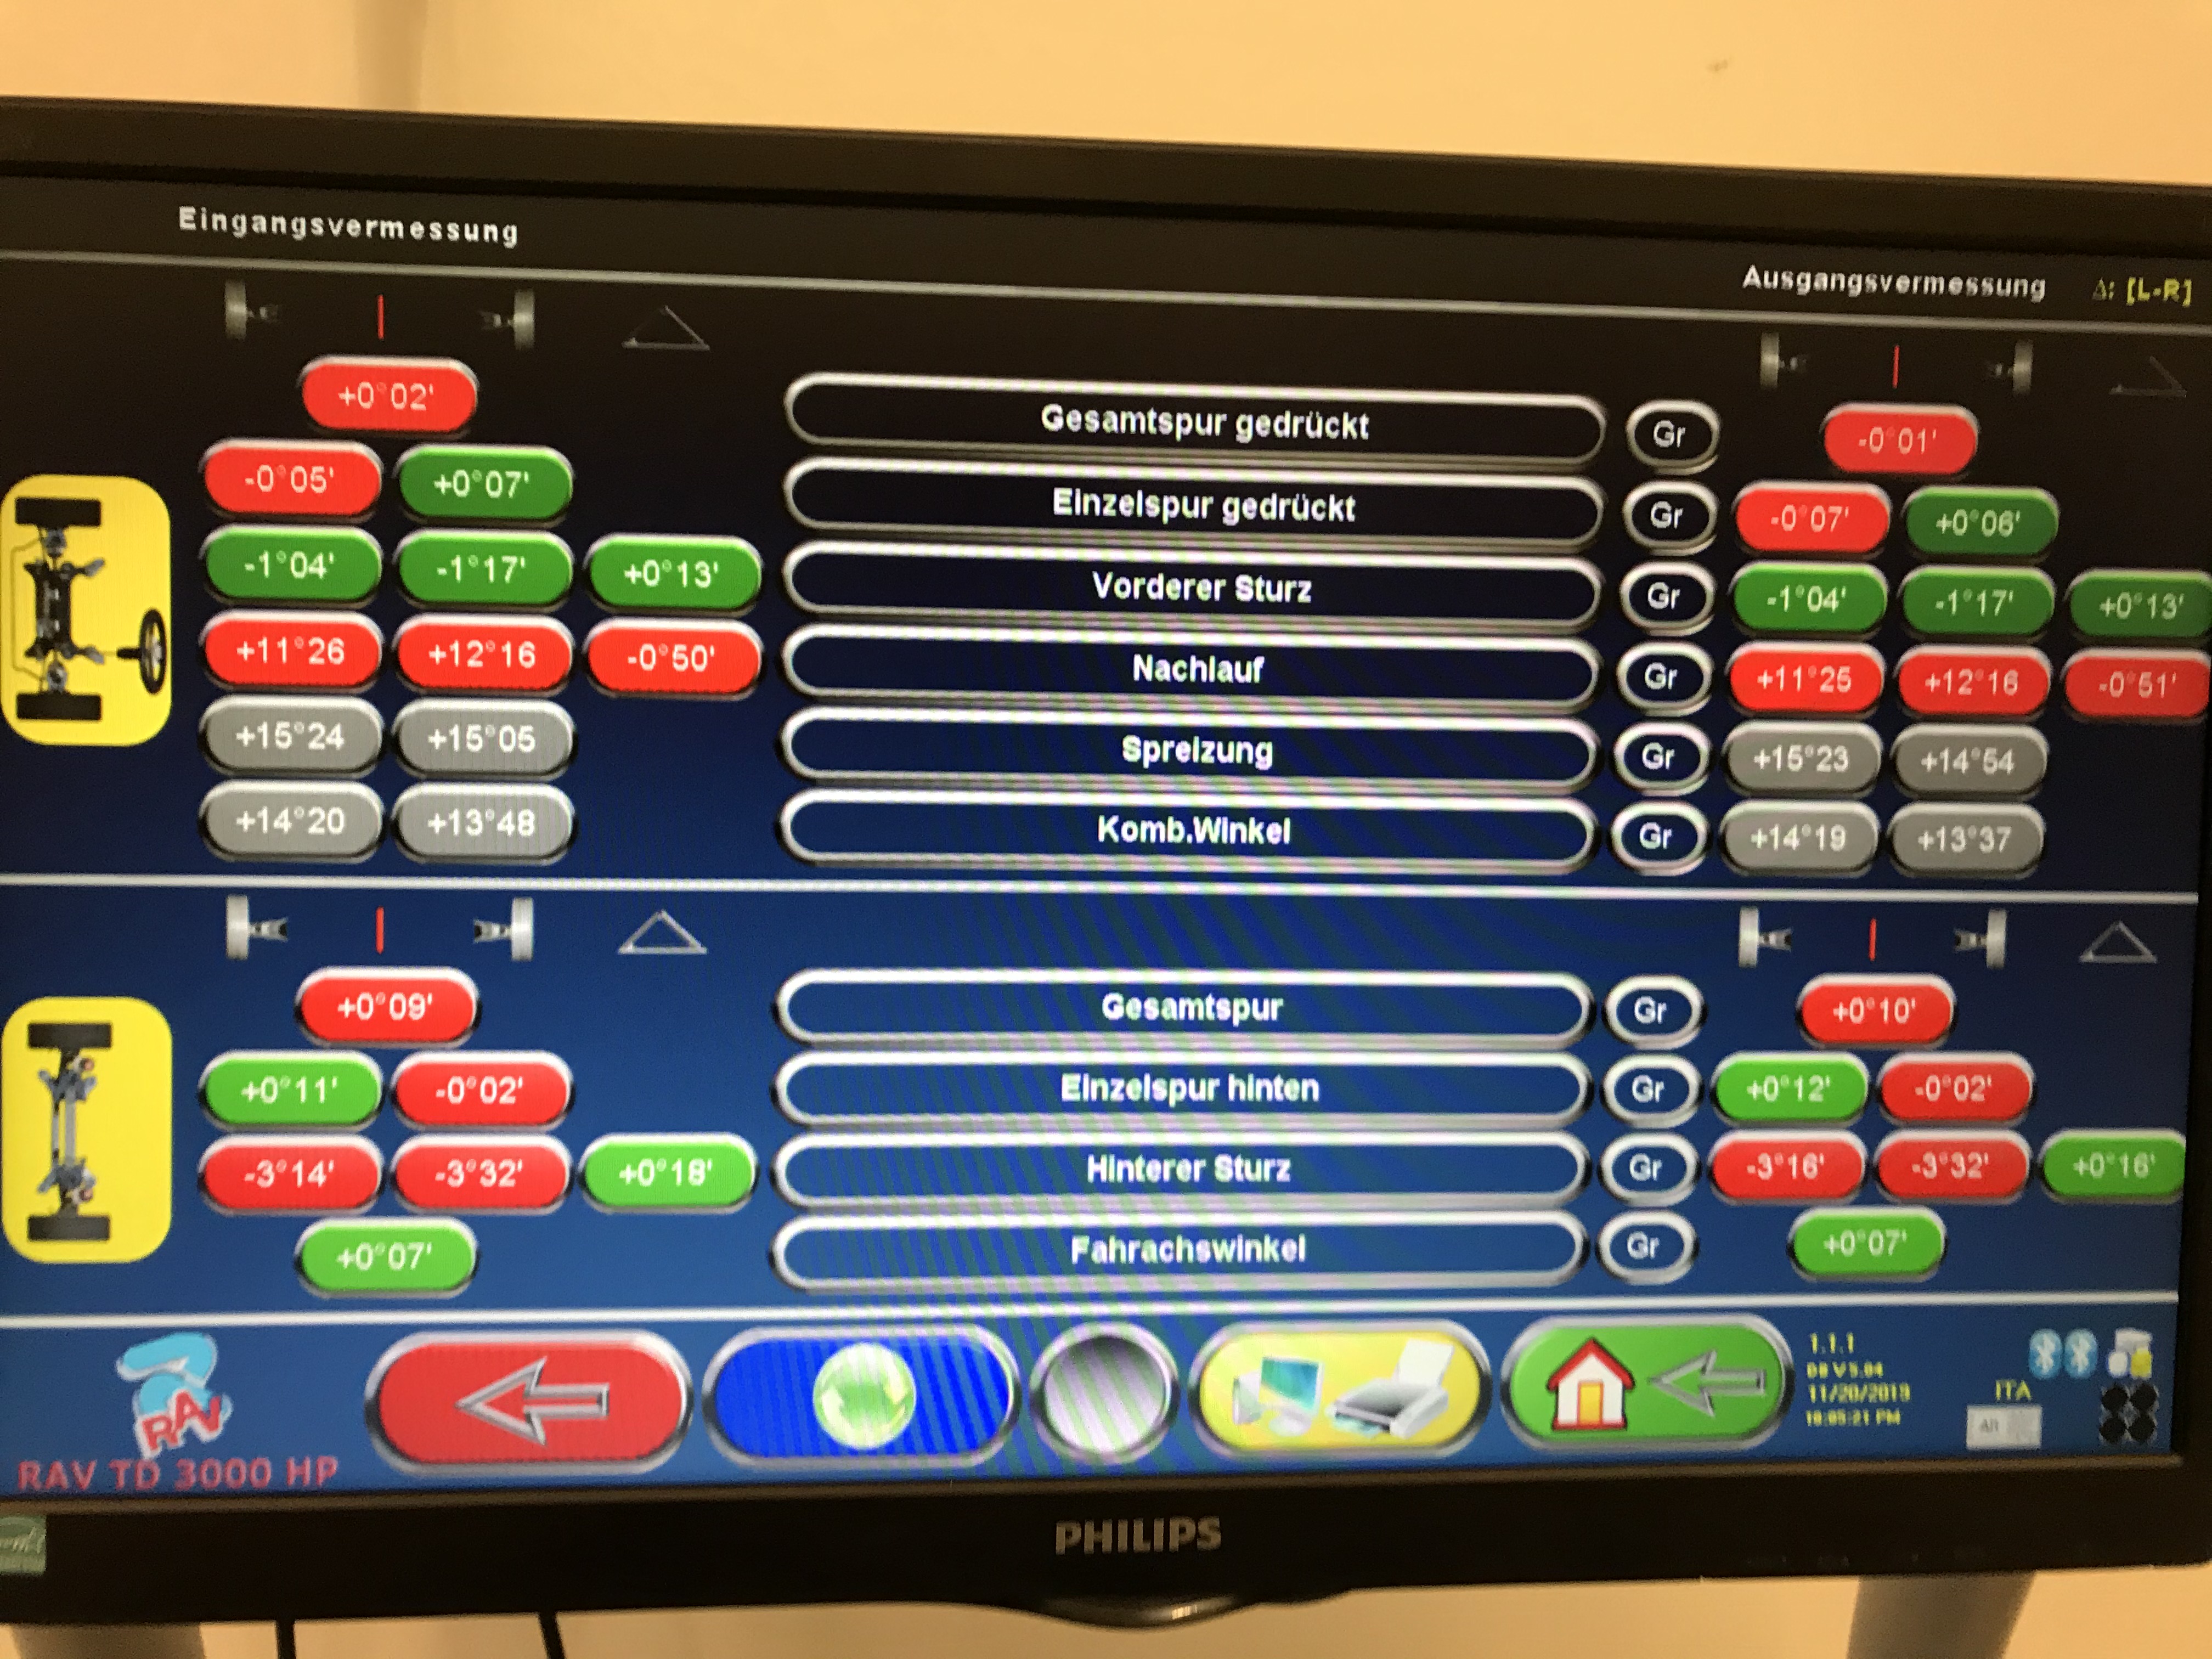 Eingangsvermessung
Ausgangsvermessung Δ: [L-R]
+0°02' Gesamtspur gedrückt Gr -0°01'
-0°05' +0°07' Einzelspur gedrückt Gr -0°07' +0°06'
-1°04' -1°17' +0°13' Vorderer Sturz Gr -1°04' -1°17' +0°13'
+11°26 +12°16 -0°50' Nachlauf Gr +11°25 +12°16 -0°51'
+15°24 +15°05 Spreizung Gr +15°23 +14°54
+14°20 +13°48 Komb.Winkel Gr +14°19 +13°37
+0°09' Gesamtspur Gr +0°10'
+0°11' -0°02' Einzelspur hinten Gr +0°12' -0°02'
-3°14' -3°32' +0°18' Hinterer Sturz Gr -3°16' -3°32' +0°16'
+0°07' Fahrachswinkel Gr +0°07'
1.1.1
DB V5.04
11/20/2019
10:05:21 PM
ITA
RAV
RAV TD 3000 HP
PHILIPS